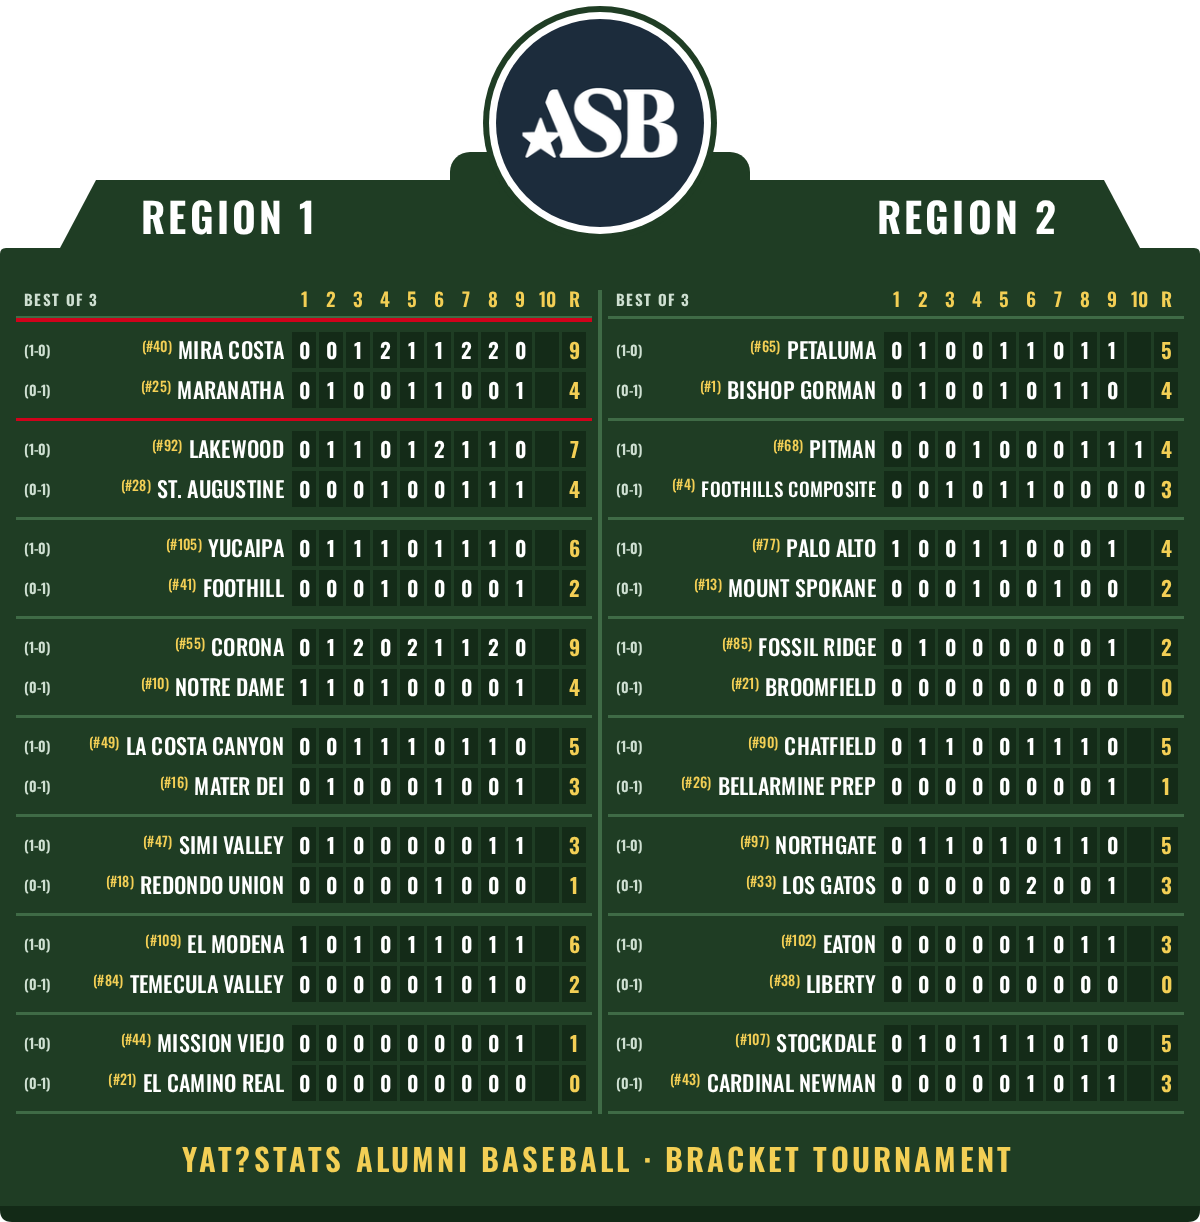 ASB
REGION 1
REGION 2
BEST OF 3 1 2 3 4 5 6 7 8 9 10 R
(1-0) (#40) MIRA COSTA 0 0 1 2 1 1 2 2 0 9
(0-1) (#25) MARANATHA 0 1 0 0 1 1 0 0 1 4
(1-0) (#92) LAKEWOOD 0 1 1 0 1 2 1 1 0 7
(0-1) (#28) ST. AUGUSTINE 0 0 0 1 0 0 1 1 1 4
(1-0) (#105) YUCAIPA 0 1 1 1 0 1 1 1 0 6
(0-1) (#41) FOOTHILL 0 0 0 1 0 0 0 0 1 2
(1-0) (#55) CORONA 0 1 2 0 2 1 1 2 0 9
(0-1) (#10) NOTRE DAME 1 1 0 1 0 0 0 0 1 4
(1-0) (#49) LA COSTA CANYON 0 0 1 1 1 0 1 1 0 5
(0-1) (#16) MATER DEI 0 1 0 0 0 1 0 0 1 3
(1-0) (#47) SIMI VALLEY 0 1 0 0 0 0 0 1 1 3
(0-1) (#18) REDONDO UNION 0 0 0 0 0 1 0 0 0 1
(1-0) (#109) EL MODENA 1 0 1 0 1 1 0 1 1 6
(0-1) (#84) TEMECULA VALLEY 0 0 0 0 0 1 0 1 0 2
(1-0) (#44) MISSION VIEJO 0 0 0 0 0 0 0 0 1 1
(0-1) (#21) EL CAMINO REAL 0 0 0 0 0 0 0 0 0 0
BEST OF 3 1 2 3 4 5 6 7 8 9 10 R
(1-0) (#65) PETALUMA 0 1 0 0 1 1 0 1 1 5
(0-1) (#1) BISHOP GORMAN 0 1 0 0 1 0 1 1 0 4
(1-0) (#68) PITMAN 0 0 0 1 0 0 0 1 1 1 4
(0-1) (#4) FOOTHILLS COMPOSITE 0 0 1 0 1 1 0 0 0 0 3
(1-0) (#77) PALO ALTO 1 0 0 1 1 0 0 0 1 4
(0-1) (#13) MOUNT SPOKANE 0 0 0 1 0 0 1 0 0 2
(1-0) (#85) FOSSIL RIDGE 0 1 0 0 0 0 0 0 1 2
(0-1) (#21) BROOMFIELD 0 0 0 0 0 0 0 0 0 0
(1-0) (#90) CHATFIELD 0 1 1 0 0 1 1 1 0 5
(0-1) (#26) BELLARMINE PREP 0 0 0 0 0 0 0 0 1 1
(1-0) (#97) NORTHGATE 0 1 1 0 1 0 1 1 0 5
(0-1) (#33) LOS GATOS 0 0 0 0 0 2 0 0 1 3
(1-0) (#102) EATON 0 0 0 0 0 1 0 1 1 3
(0-1) (#38) LIBERTY 0 0 0 0 0 0 0 0 0 0
(1-0) (#107) STOCKDALE 0 1 0 1 1 1 0 1 0 5
(0-1) (#43) CARDINAL NEWMAN 0 0 0 0 0 1 0 1 1 3
YAT?STATS ALUMNI BASEBALL · BRACKET TOURNAMENT